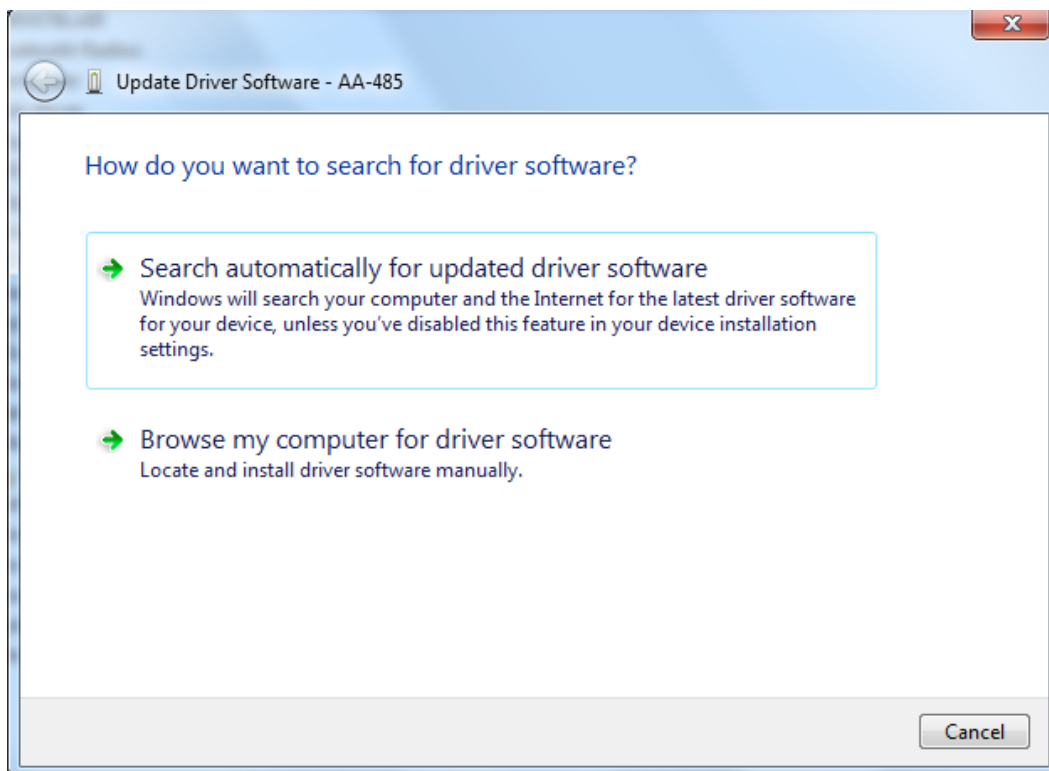 X
Update Driver Software - AA-485
How do you want to search for driver software?
Search automatically for updated driver software
Windows will search your computer and the Internet for the latest driver software
for your device, unless you've disabled this feature in your device installation
settings.
Browse my computer for driver software
Locate and install driver software manually.
Cancel